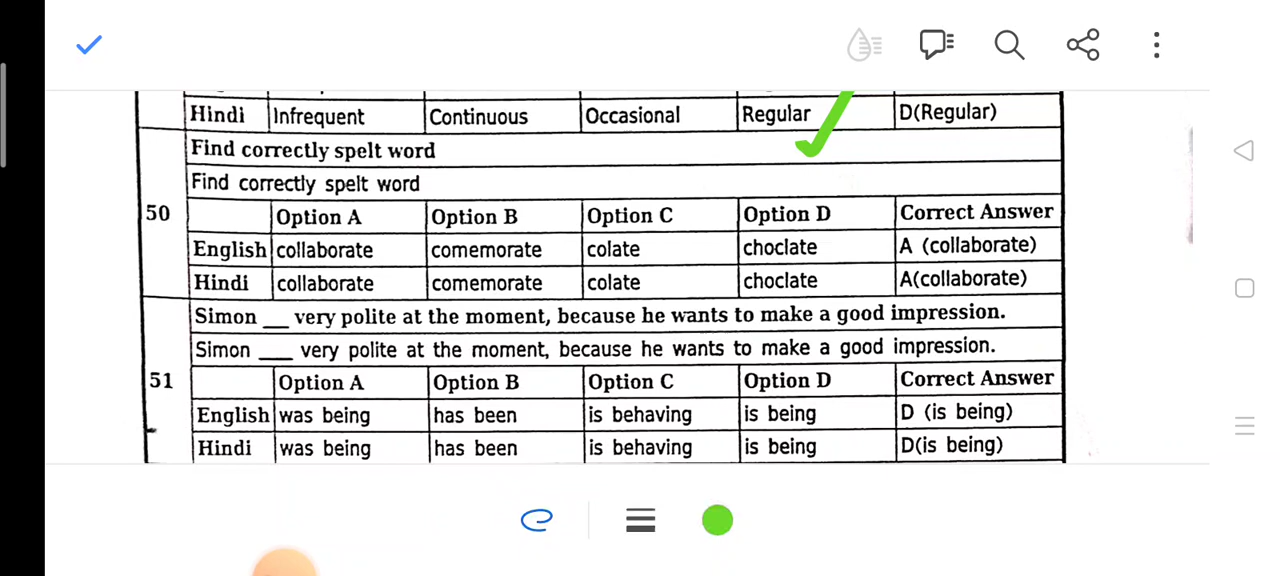 Hindi Infrequent Continuous Occasional Regular D(Regular)
Find correctly spelt word
Find correctly spelt word
50
Option A Option B Option C Option D Correct Answer
English collaborate comemorate colate choclate A (collaborate)
Hindi collaborate comemorate colate choclate A(collaborate)
Simon __ very polite at the moment, because he wants to make a good impression.
Simon ___ very polite at the moment, because he wants to make a good impression.
51
Option A Option B Option C Option D Correct Answer
English was being has been is behaving is being D (is being)
Hindi was being has been is behaving is being D(is being)